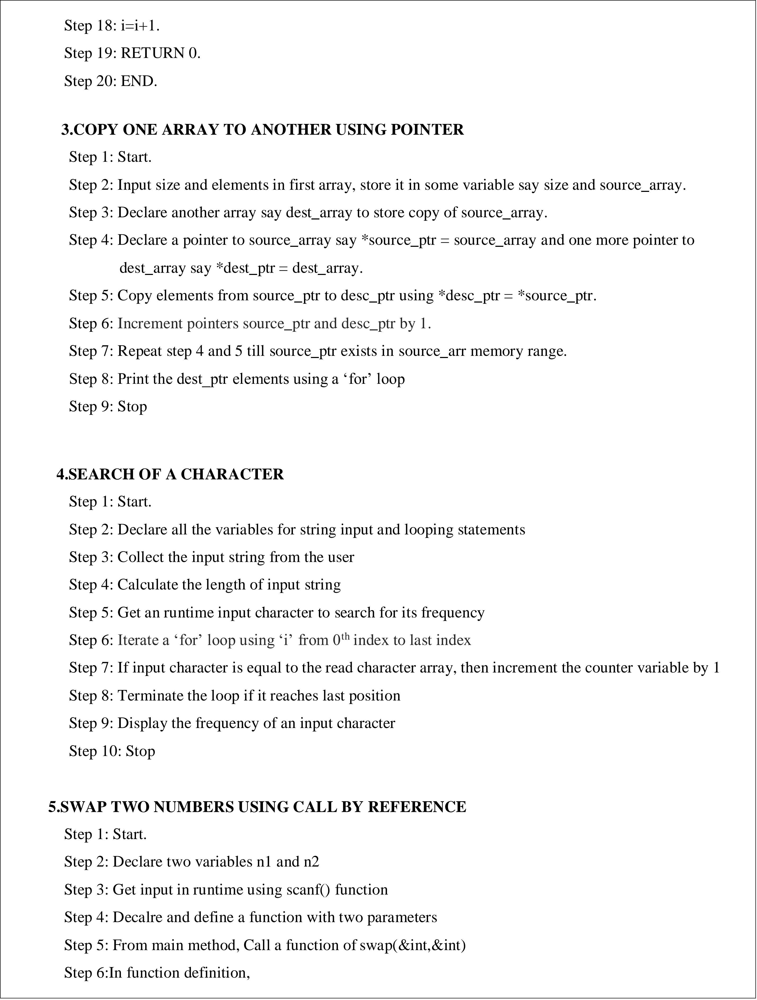 Step 18: i=i+1.
Step 19: RETURN 0.
Step 20: END.
3.COPY ONE ARRAY TO ANOTHER USING POINTER
Step 1: Start.
Step 2: Input size and elements in first array, store it in some variable say size and source_array.
Step 3: Declare another array say dest_array to store copy of source_array.
Step 4: Declare a pointer to source_array say *source_ptr = source_array and one more pointer to
dest_array say *dest_ptr = dest_array.
Step 5: Copy elements from source_ptr to desc_ptr using *desc_ptr = *source_ptr.
Step 6: Increment pointers source_ptr and desc_ptr by 1.
Step 7: Repeat step 4 and 5 till source_ptr exists in source_arr memory range.
Step 8: Print the dest_ptr elements using a ‘for’ loop
Step 9: Stop
4.SEARCH OF A CHARACTER
Step 1: Start.
Step 2: Declare all the variables for string input and looping statements
Step 3: Collect the input string from the user
Step 4: Calculate the length of input string
Step 5: Get an runtime input character to search for its frequency
Step 6: Iterate a ‘for’ loop using ‘i’ from 0th index to last index
Step 7: If input character is equal to the read character array, then increment the counter variable by 1
Step 8: Terminate the loop if it reaches last position
Step 9: Display the frequency of an input character
Step 10: Stop
5.SWAP TWO NUMBERS USING CALL BY REFERENCE
Step 1: Start.
Step 2: Declare two variables n1 and n2
Step 3: Get input in runtime using scanf() function
Step 4: Decalre and define a function with two parameters
Step 5: From main method, Call a function of swap(&int,&int)
Step 6:In function definition,